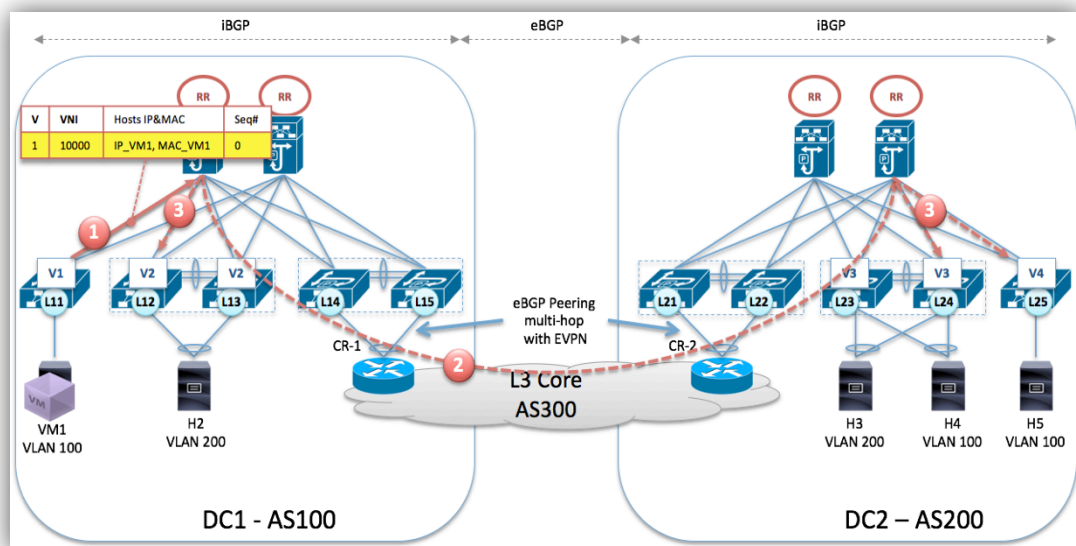 iBGP
eBGP
iBGP
RR
RR
RR
RR
V
VNI
Hosts IP&MAC
Seq#
1
10000
IP_VM1, MAC_VM1
0
P
P
P
P
1
3
3
V1
V2
V2
V3
V3
V4
L11
L12
L13
L14
L15
L21
L22
L23
L24
L25
eBGP Peering
multi-hop
with EVPN
CR-1
CR-2
2
L3 Core
AS300
VM
VM1
VLAN 100
H2
VLAN 200
H3
VLAN 200
H4
VLAN 100
H5
VLAN 100
DC1 - AS100
DC2 – AS200